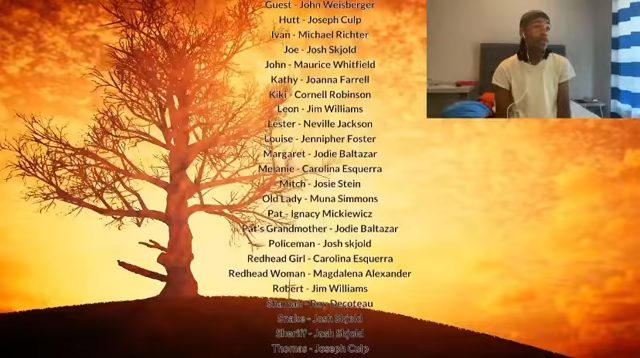 Guest - John Weisberger
Hutt - Joseph Culp
Ivan - Michael Richter
Joe - Josh Skjold
John - Maurice Whitfield
Kathy - Joanna Farrell
Kiki - Cornell Robinson
Leon - Jim Williams
Lester - Neville Jackson
Louise - Jennipher Foster
Margaret - Jodie Baltazar
Melanie - Carolina Esquerra
Mitch - Josie Stein
Old Lady - Muna Simmons
Pat - Ignacy Mickiewicz
Pat's Grandmother - Jodie Baltazar
Policeman - Josh skjold
Redhead Girl - Carolina Esquerra
Redhead Woman - Magdalena Alexander
Robert - Jim Williams
- Roy Decoteau
Snake - Josh Skjold
Sheriff - Josh Skjold
Thomas - Joseph Culp